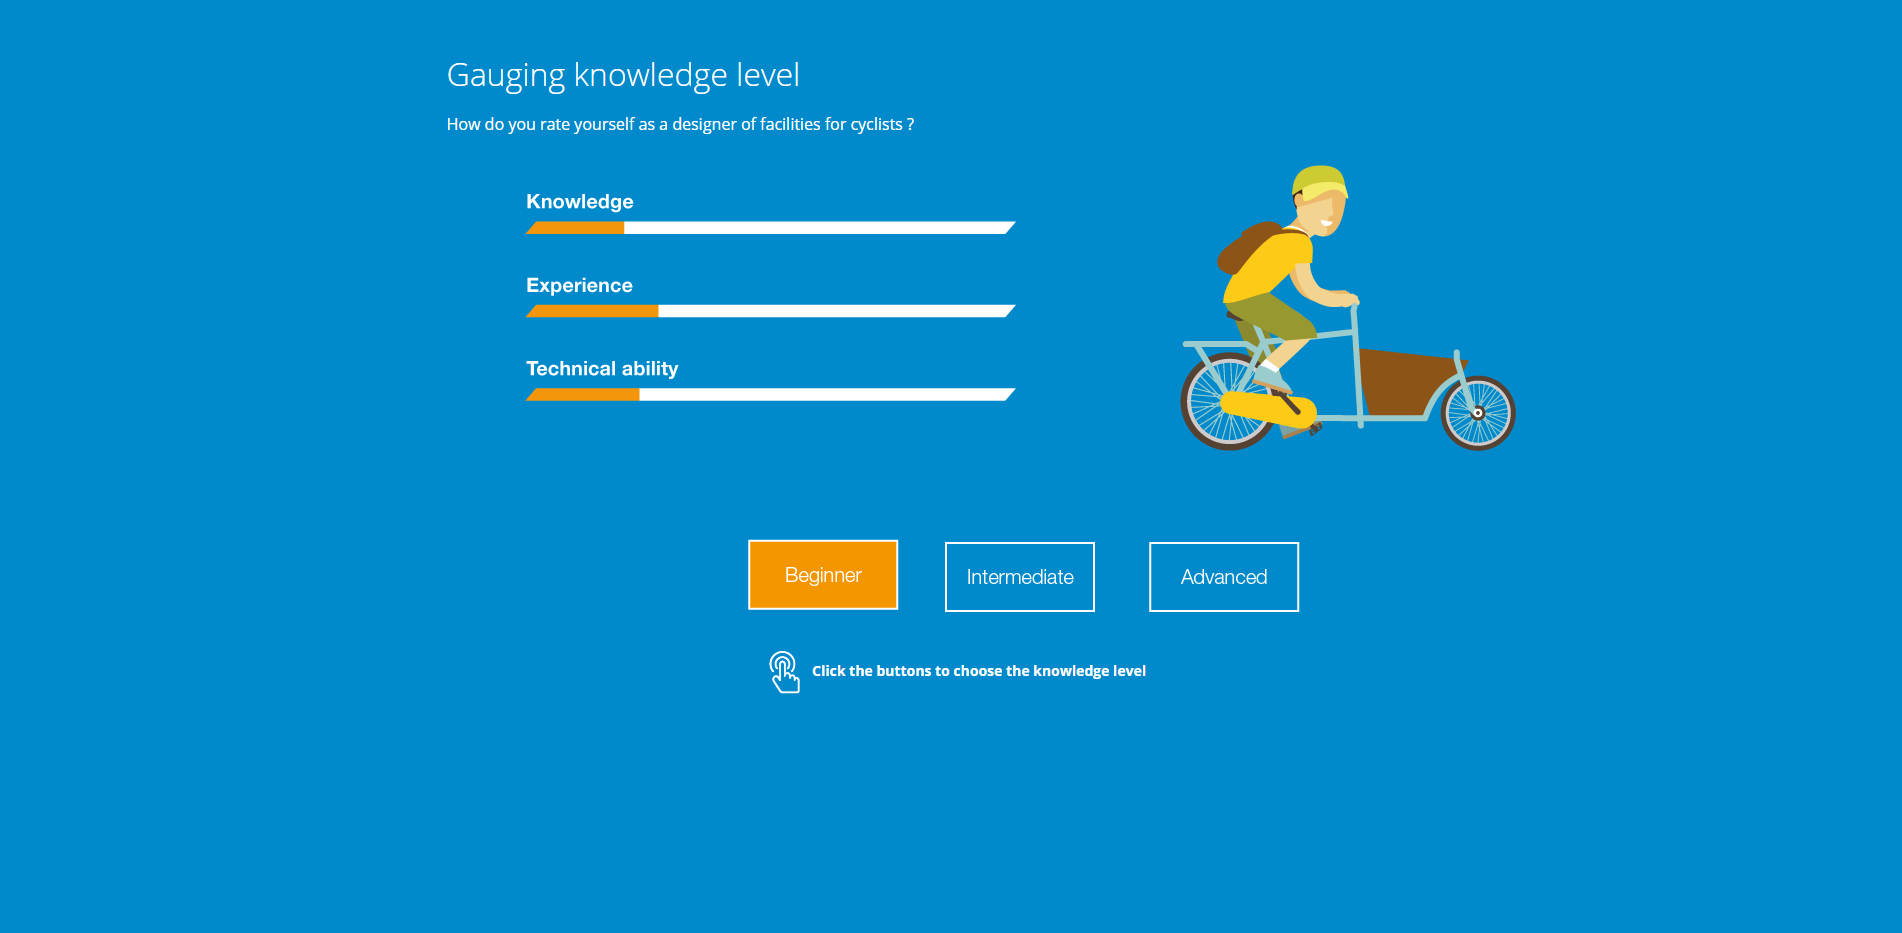 Gauging knowledge level
How do you rate yourself as a designer of facilities for cyclists ?
Knowledge
Experience
Technical ability
Beginner
Intermediate
Advanced
Click the buttons to choose the knowledge level